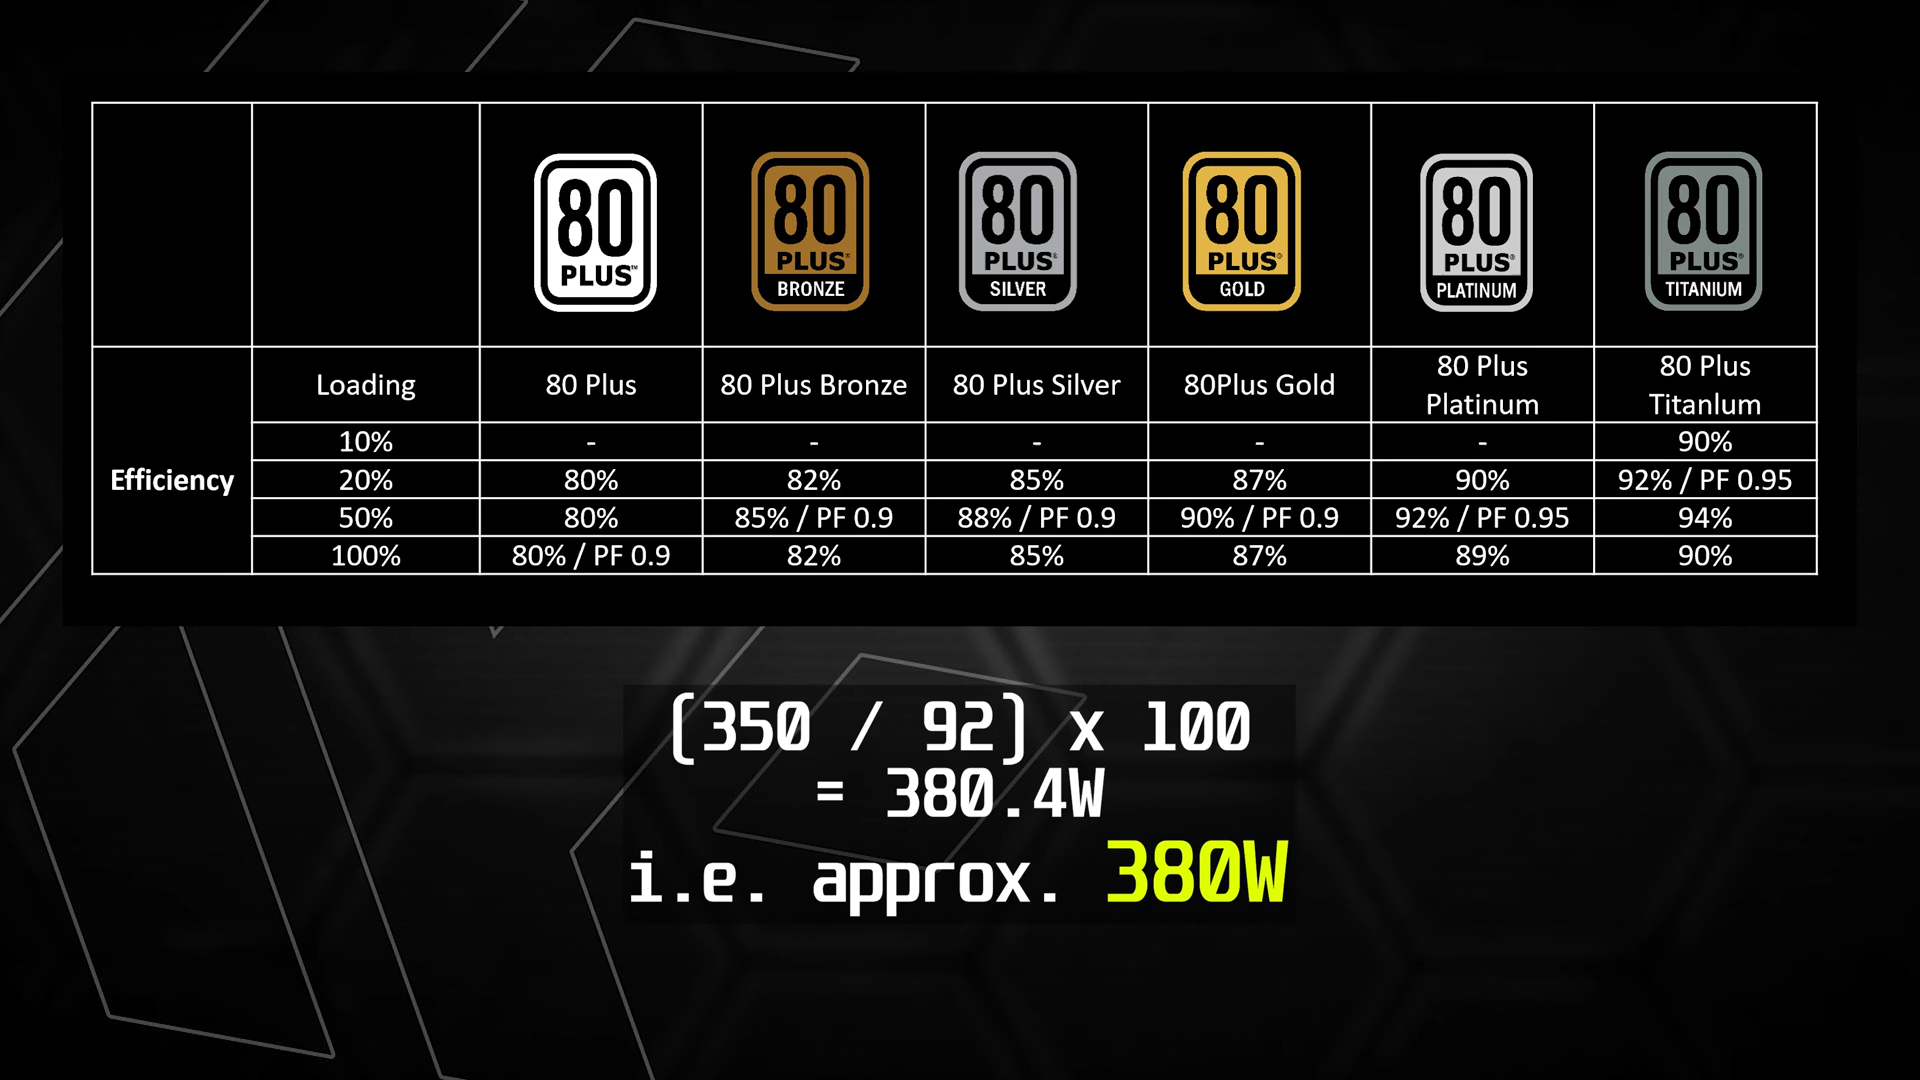 80 PLUS™
80 PLUS® BRONZE
80 PLUS® SILVER
80 PLUS® GOLD
80 PLUS® PLATINUM
80 PLUS® TITANIUM
Efficiency
Loading 80 Plus 80 Plus Bronze 80 Plus Silver 80Plus Gold 80 Plus Platinum 80 Plus Titanlum
10% - - - - - 90%
20% 80% 82% 85% 87% 90% 92% / PF 0.95
50% 80% 85% / PF 0.9 88% / PF 0.9 90% / PF 0.9 92% / PF 0.95 94%
100% 80% / PF 0.9 82% 85% 87% 89% 90%
(350 / 92) x 100
= 380.4W
i.e. approx. 380W